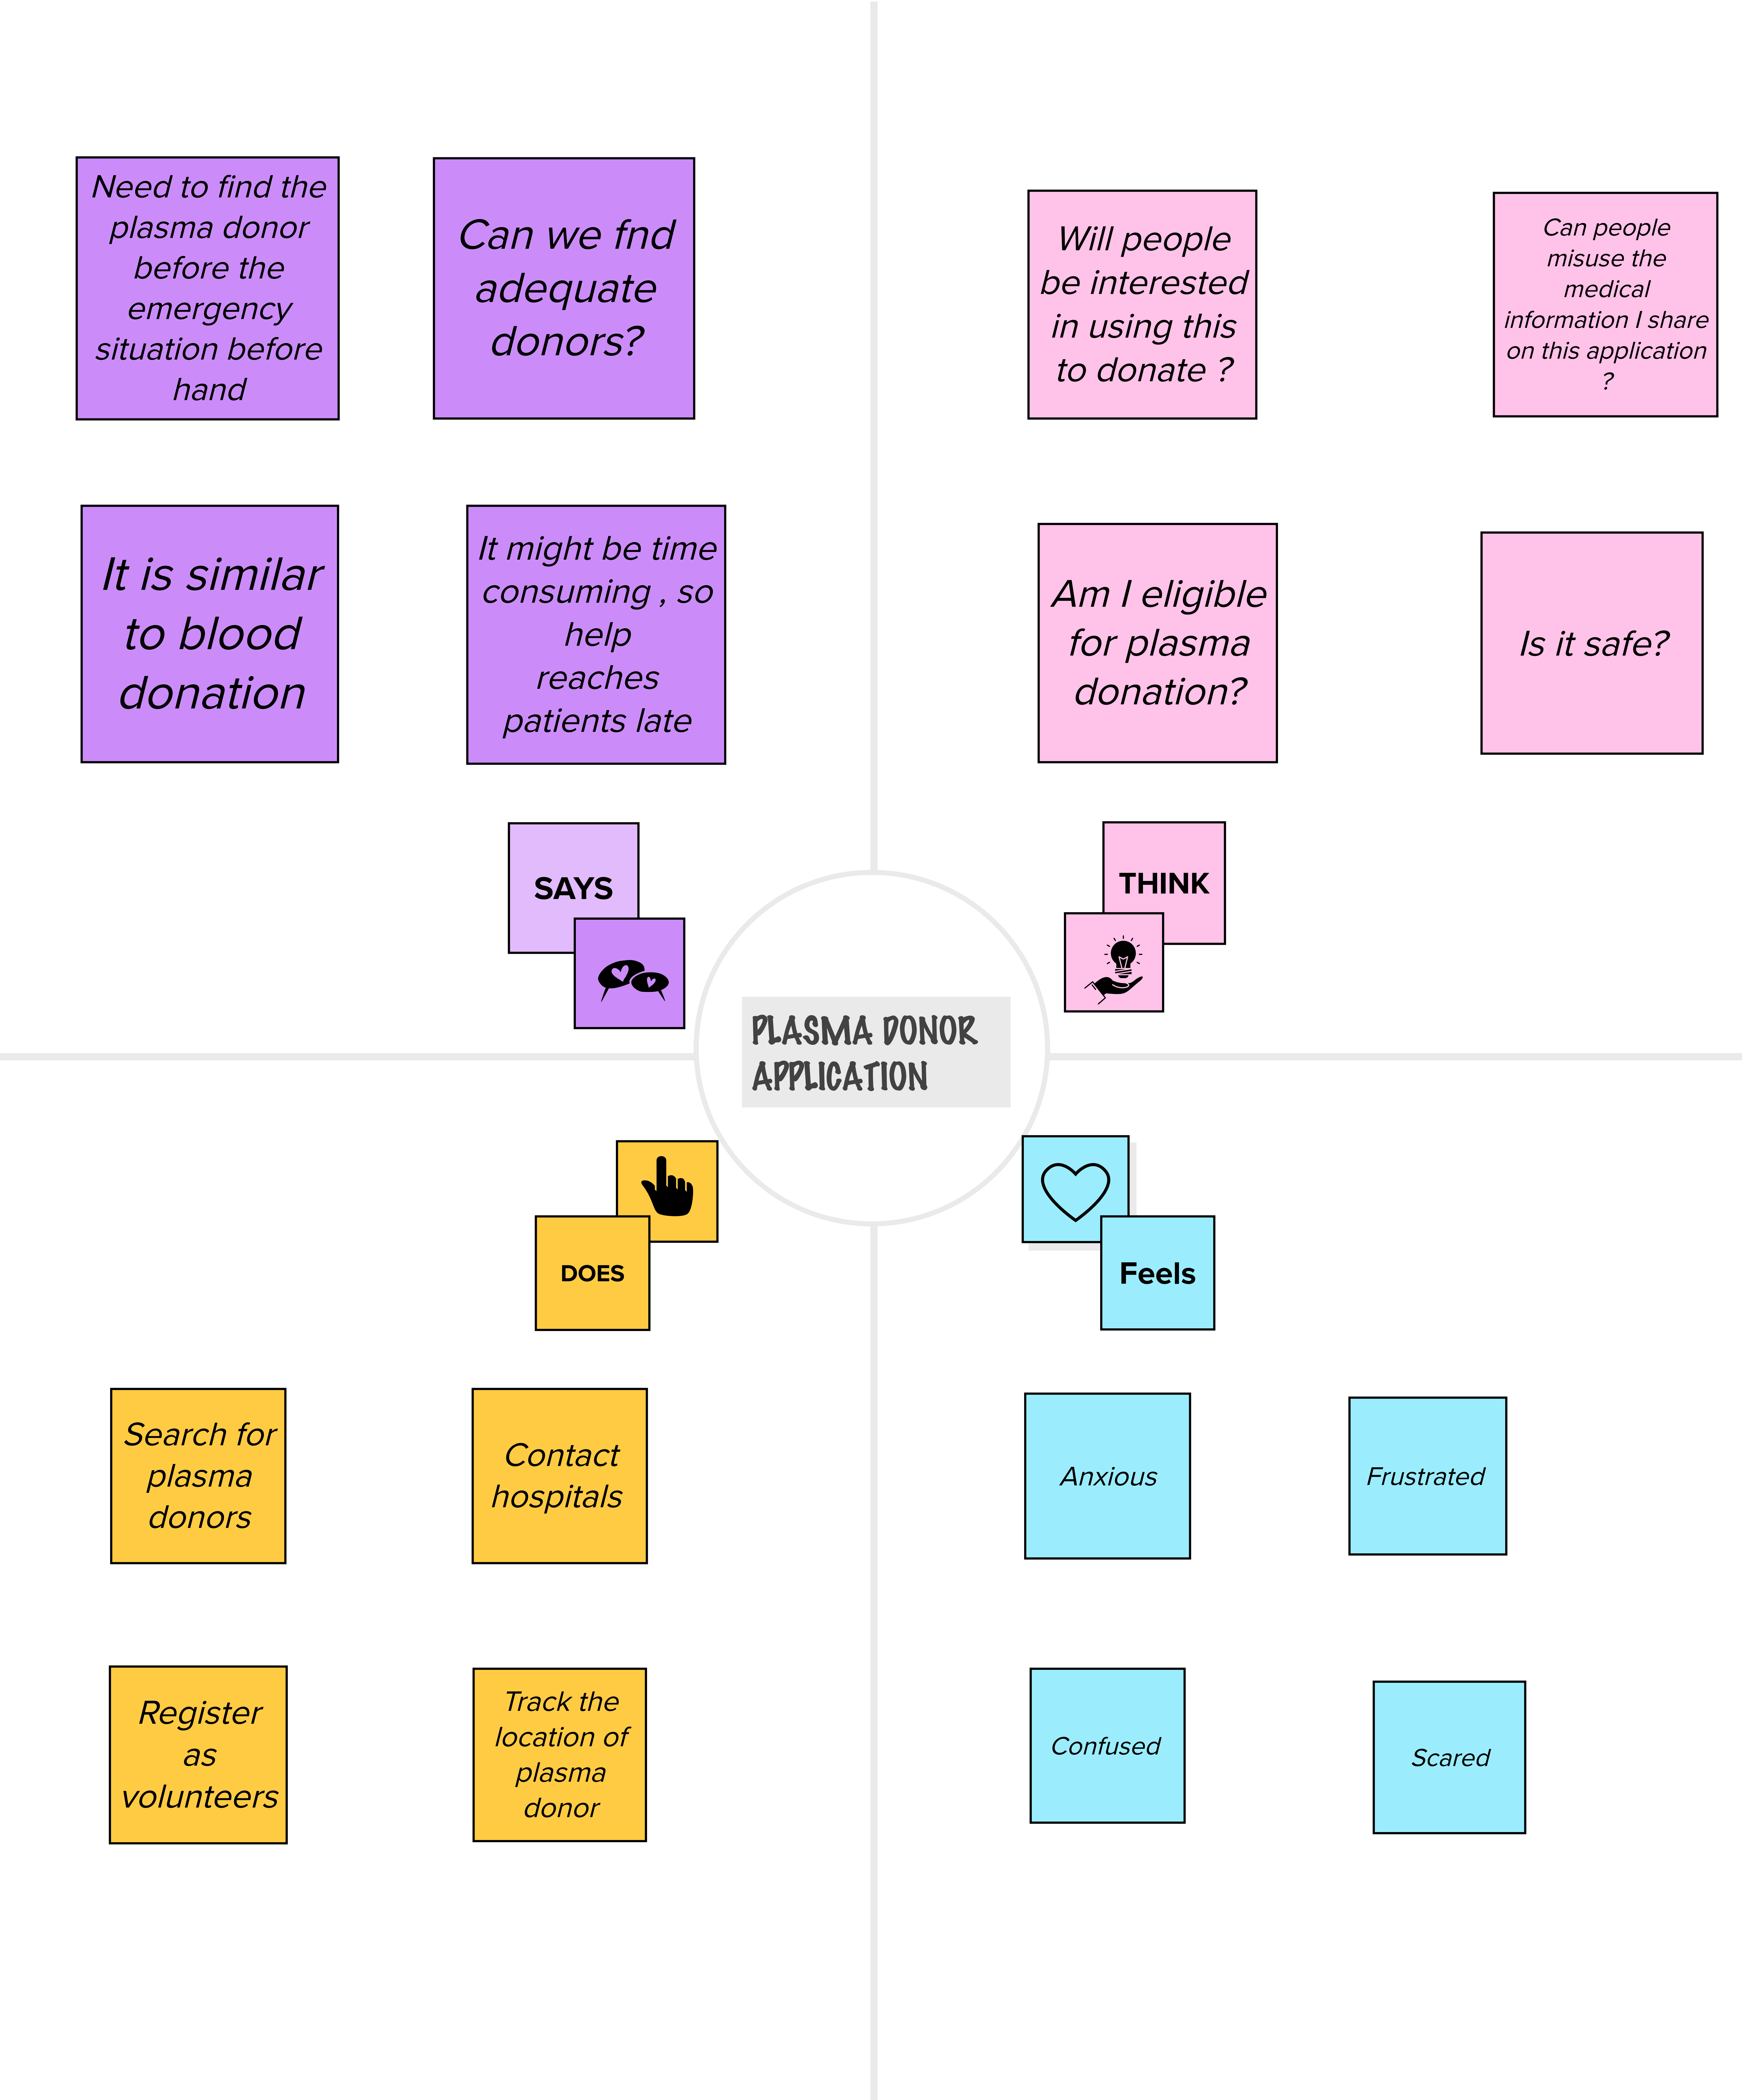 Need to find the
plasma donor
before the
emergency
situation before
hand
Can we fnd
adequate
donors?
It is similar
to blood
donation
It might be time
consuming , so
help
reaches
patients late
SAYS
Will people
be interested
in using this
to donate ?
Can people
misuse the
medical
information I share
on this application
?
Am I eligible
for plasma
donation?
Is it safe?
THINK
PLASMA DONOR
APPLICATION
DOES
Search for
plasma
donors
Contact
hospitals
Register
as
volunteers
Track the
location of
plasma
donor
Feels
Anxious
Frustrated
Confused
Scared